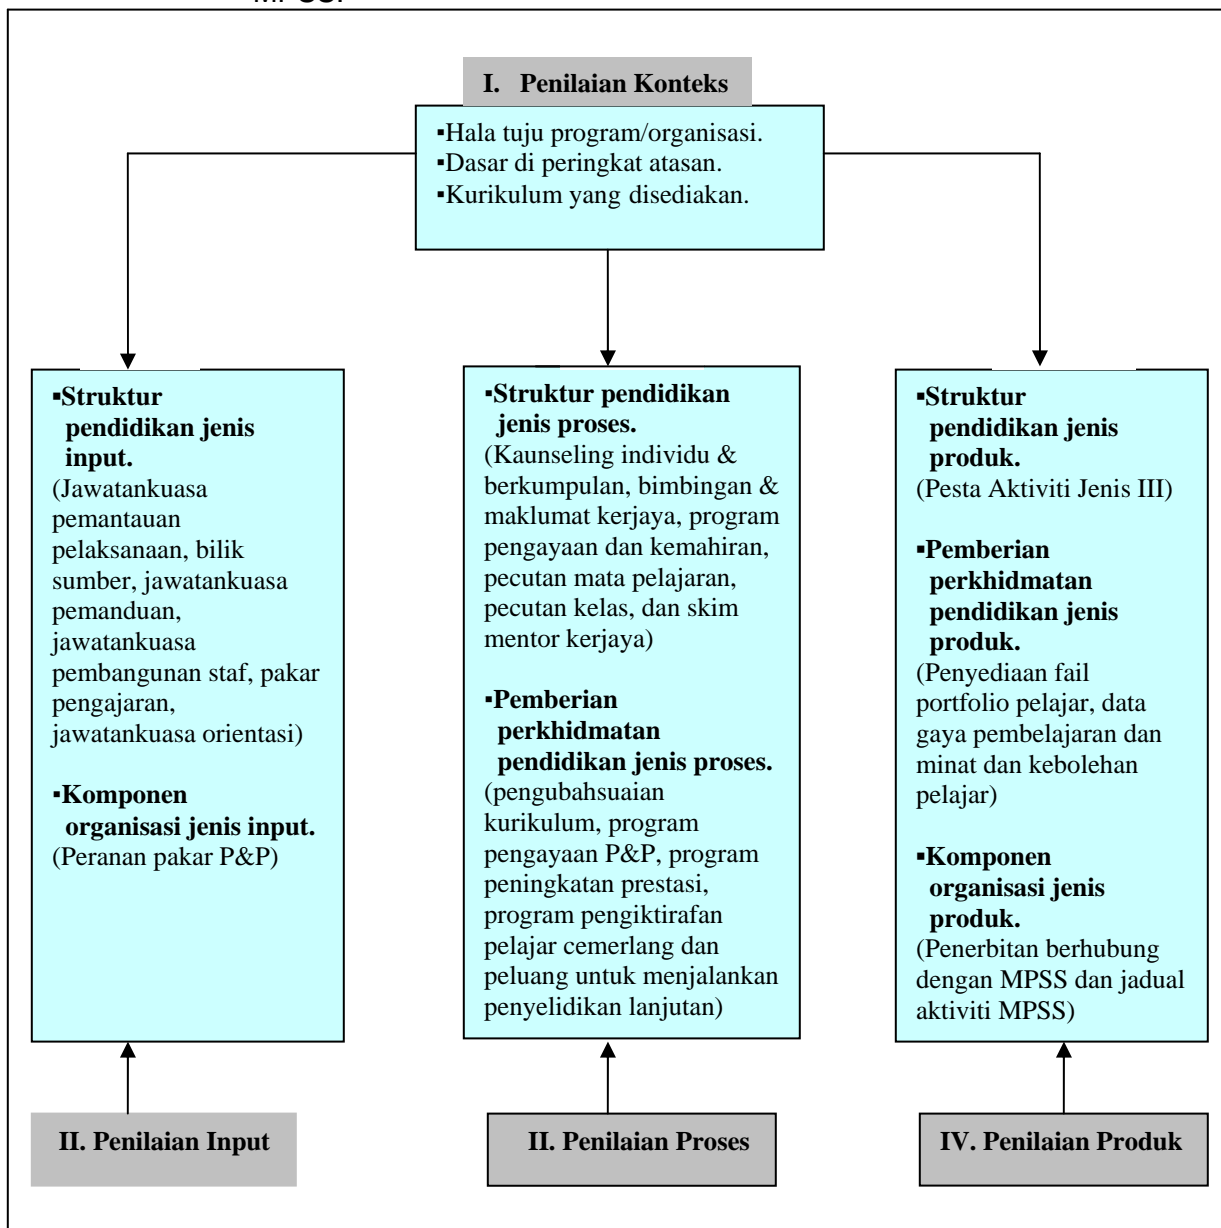 I. Penilaian Konteks
▪Hala tuju program/organisasi.
▪Dasar di peringkat atasan.
▪Kurikulum yang disediakan.
▪Struktur
pendidikan jenis
input.
(Jawatankuasa
pemantauan
pelaksanaan, bilik
sumber, jawatankuasa
pemanduan,
jawatankuasa
pembangunan staf, pakar
pengajaran,
jawatankuasa orientasi)
▪Komponen
organisasi jenis input.
(Peranan pakar P&P)
▪Struktur pendidikan
jenis proses.
(Kaunseling individu &
berkumpulan, bimbingan &
maklumat kerjaya, program
pengayaan dan kemahiran,
pecutan mata pelajaran,
pecutan kelas, dan skim
mentor kerjaya)
▪Pemberian
perkhidmatan
pendidikan jenis proses.
(pengubahsuaian
kurikulum, program
pengayaan P&P, program
peningkatan prestasi,
program pengiktirafan
pelajar cemerlang dan
peluang untuk menjalankan
penyelidikan lanjutan)
▪Struktur
pendidikan jenis
produk.
(Pesta Aktiviti Jenis III)
▪Pemberian
perkhidmatan
pendidikan jenis
produk.
(Penyediaan fail
portfolio pelajar, data
gaya pembelajaran dan
minat dan kebolehan
pelajar)
▪Komponen
organisasi jenis
produk.
(Penerbitan berhubung
dengan MPSS dan jadual
aktiviti MPSS)
II. Penilaian Input
II. Penilaian Proses
IV. Penilaian Produk